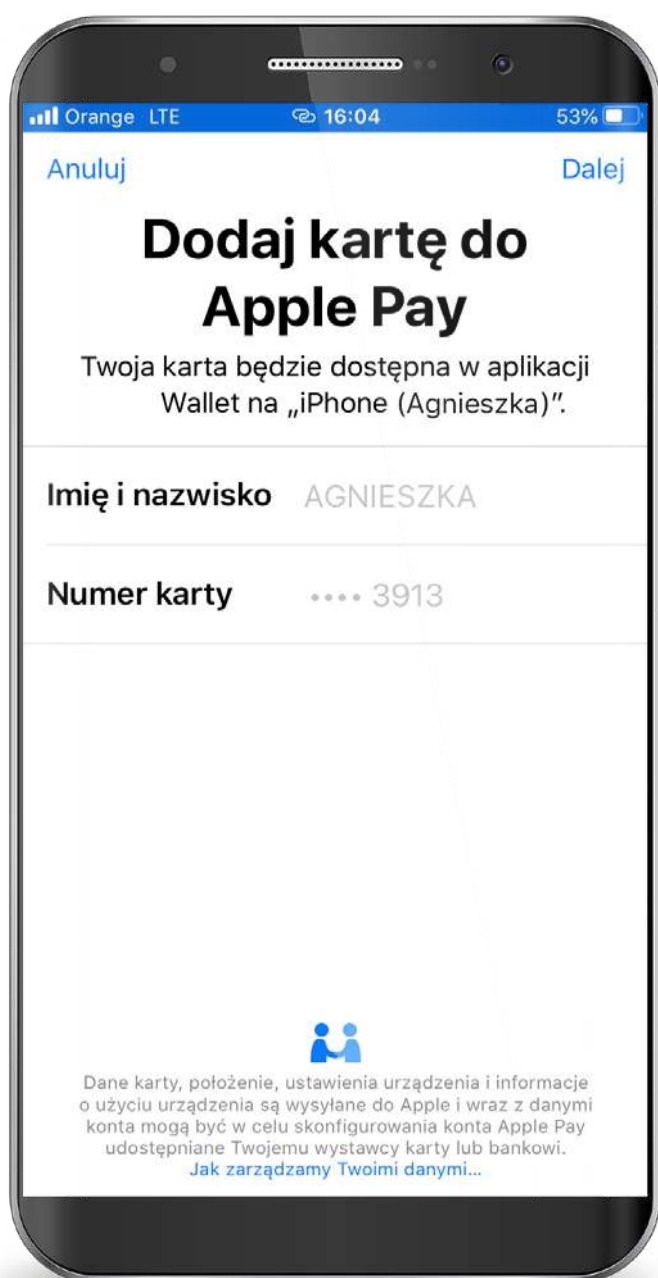 Orange LTE 16:04 53%
Anuluj Dalej
Dodaj kartę do
Apple Pay
Twoja karta będzie dostępna w aplikacji
Wallet na „iPhone (Agnieszka)”.
Imię i nazwisko AGNIESZKA
Numer karty •••• 3913
Dane karty, położenie, ustawienia urządzenia i informacje
o użyciu urządzenia są wysyłane do Apple i wraz z danymi
konta mogą być w celu skonfigurowania konta Apple Pay
udostępniane Twojemu wystawcy karty lub bankowi.
Jak zarządzamy Twoimi danymi...